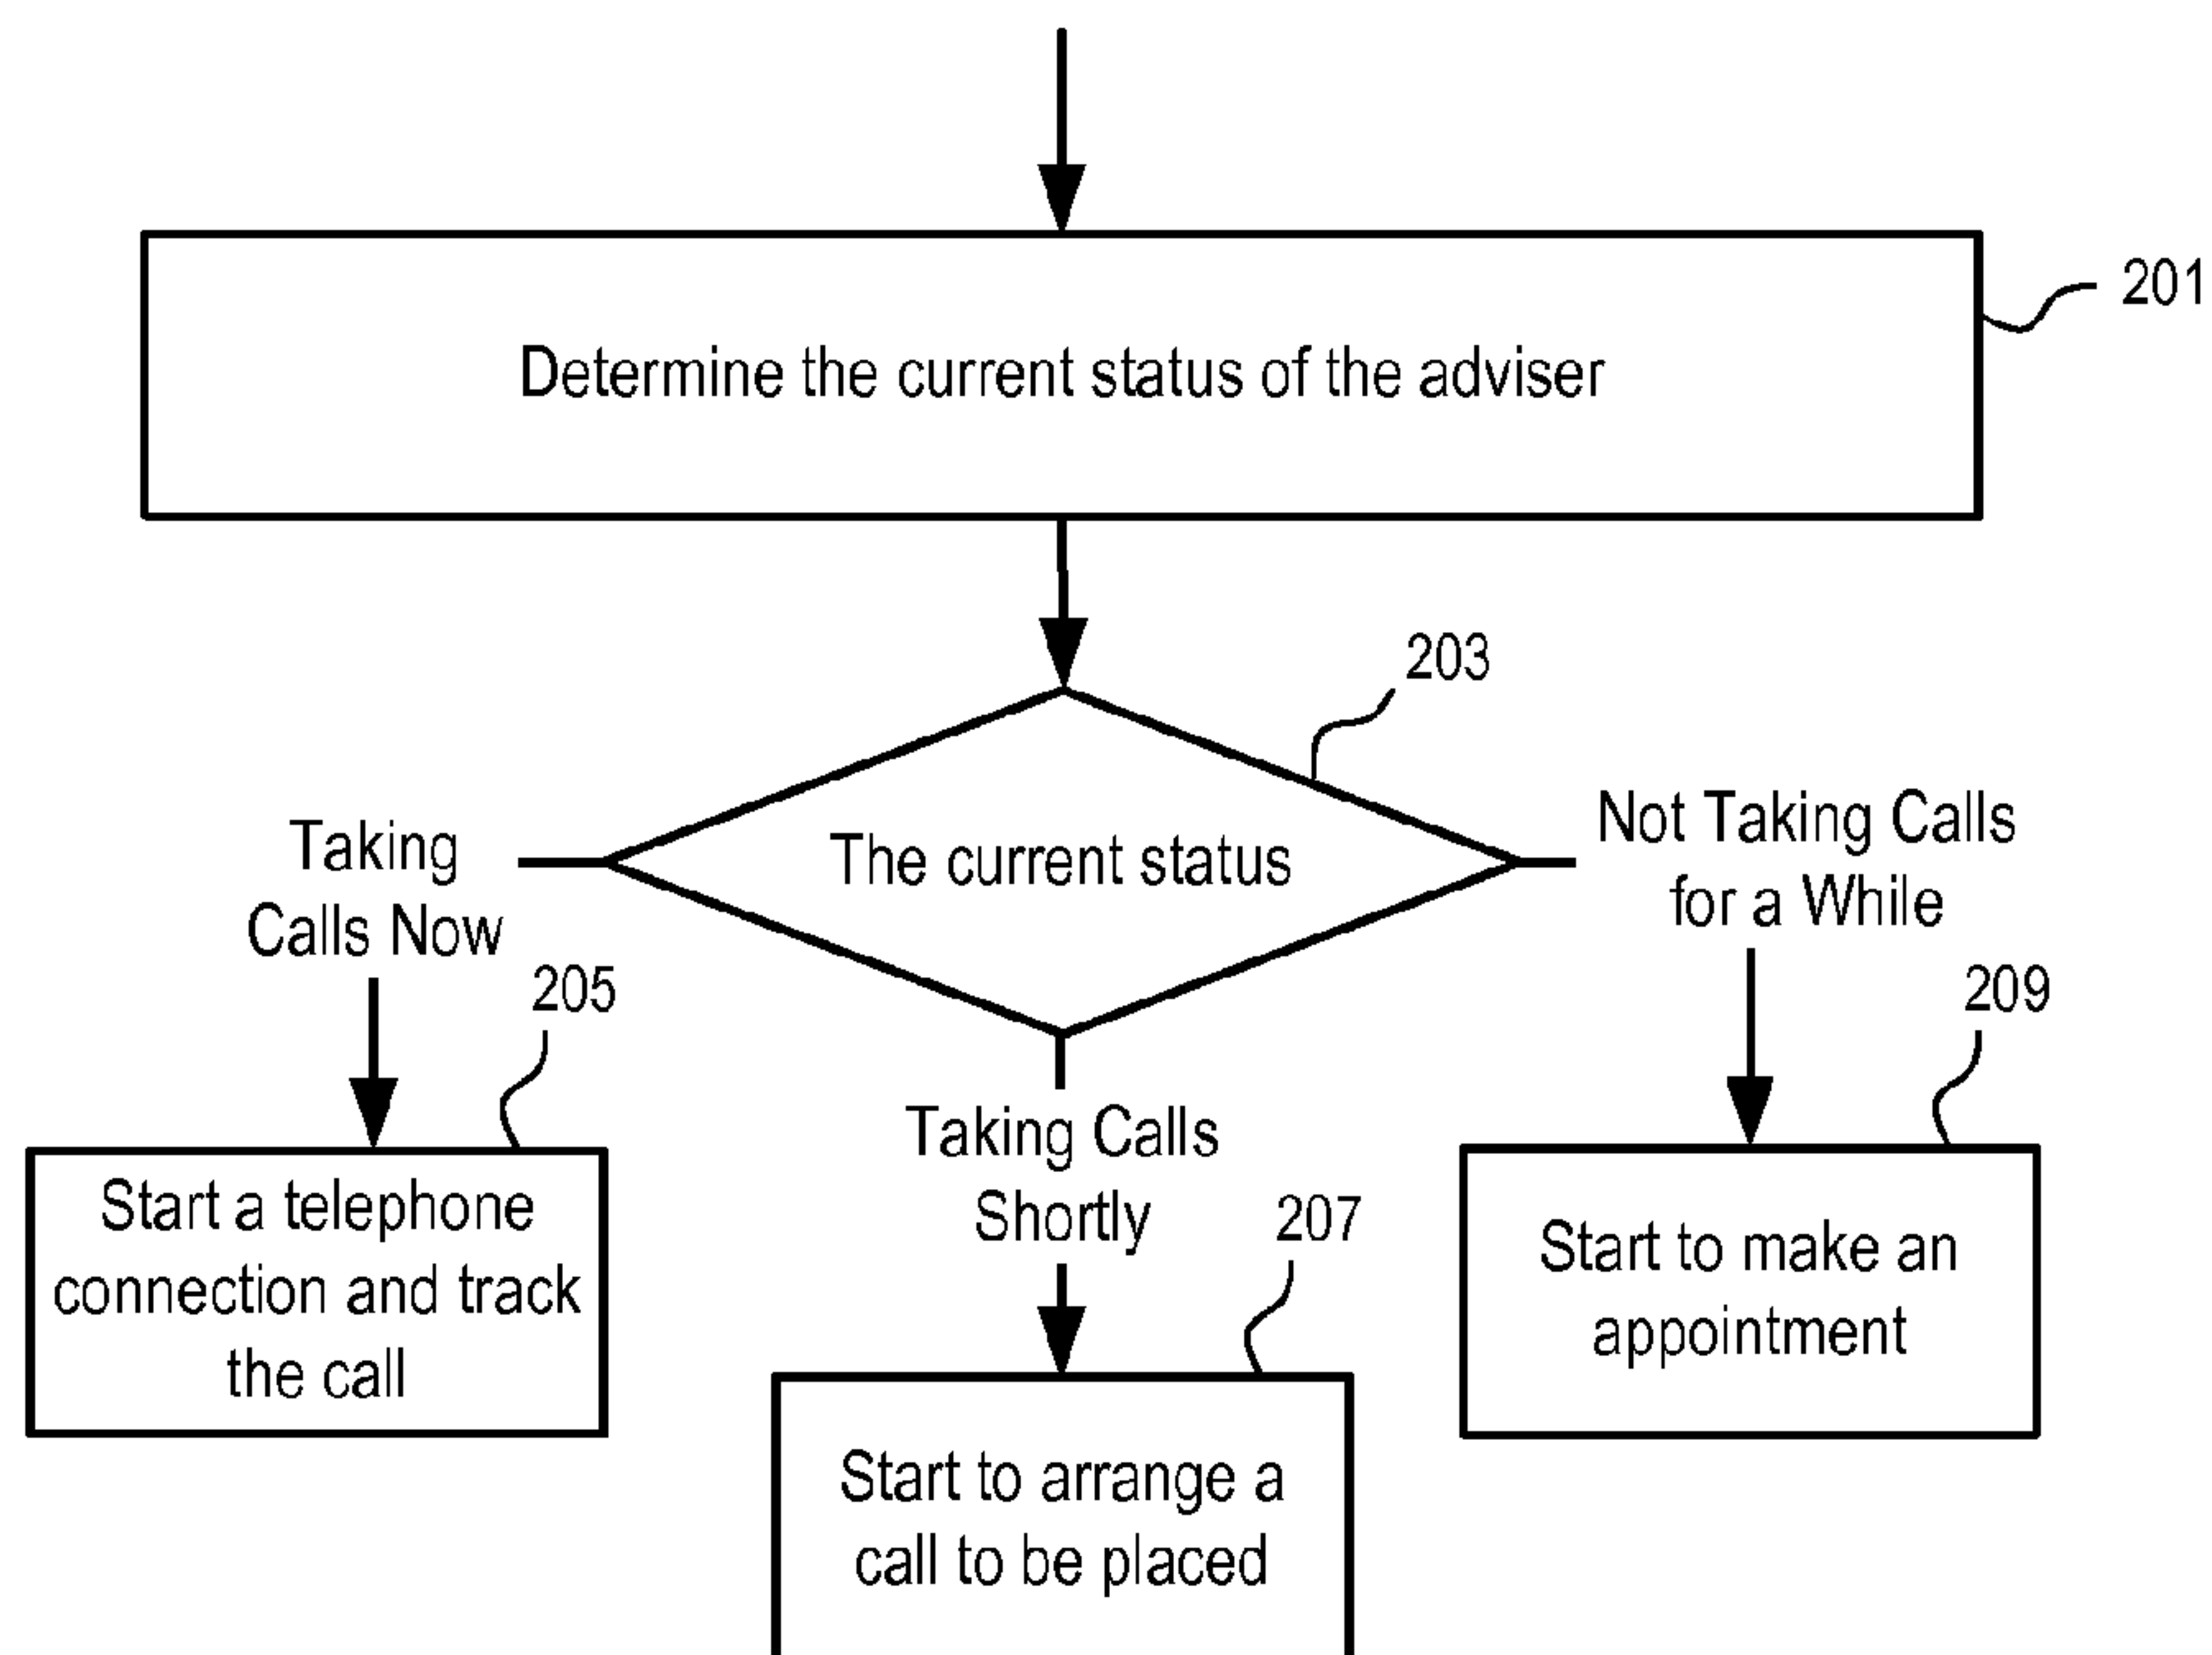 201
Determine the current status of the adviser
203
The current status
Taking
Calls Now
Not Taking Calls
for a While
205
209
Taking Calls
Shortly
207
Start a telephone
connection and track
the call
Start to make an
appointment
Start to arrange a
call to be placed